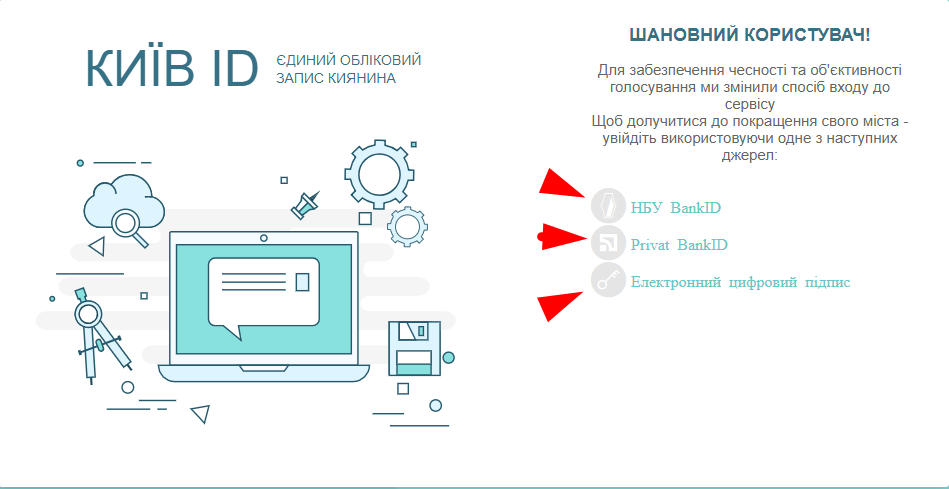 КИЇВ ID
ЄДИНИЙ ОБЛІКОВИЙ
ЗАПИС КИЯНИНА
ШАНОВНИЙ КОРИСТУВАЧ!
Для забезпечення чесності та об'єктивності
голосування ми змінили спосіб входу до
сервісу
Щоб долучитися до покращення свого міста -
увійдіть використовуючи одне з наступних
джерел:
НБУ BankID
Privat BankID
Електронний цифровий підпис